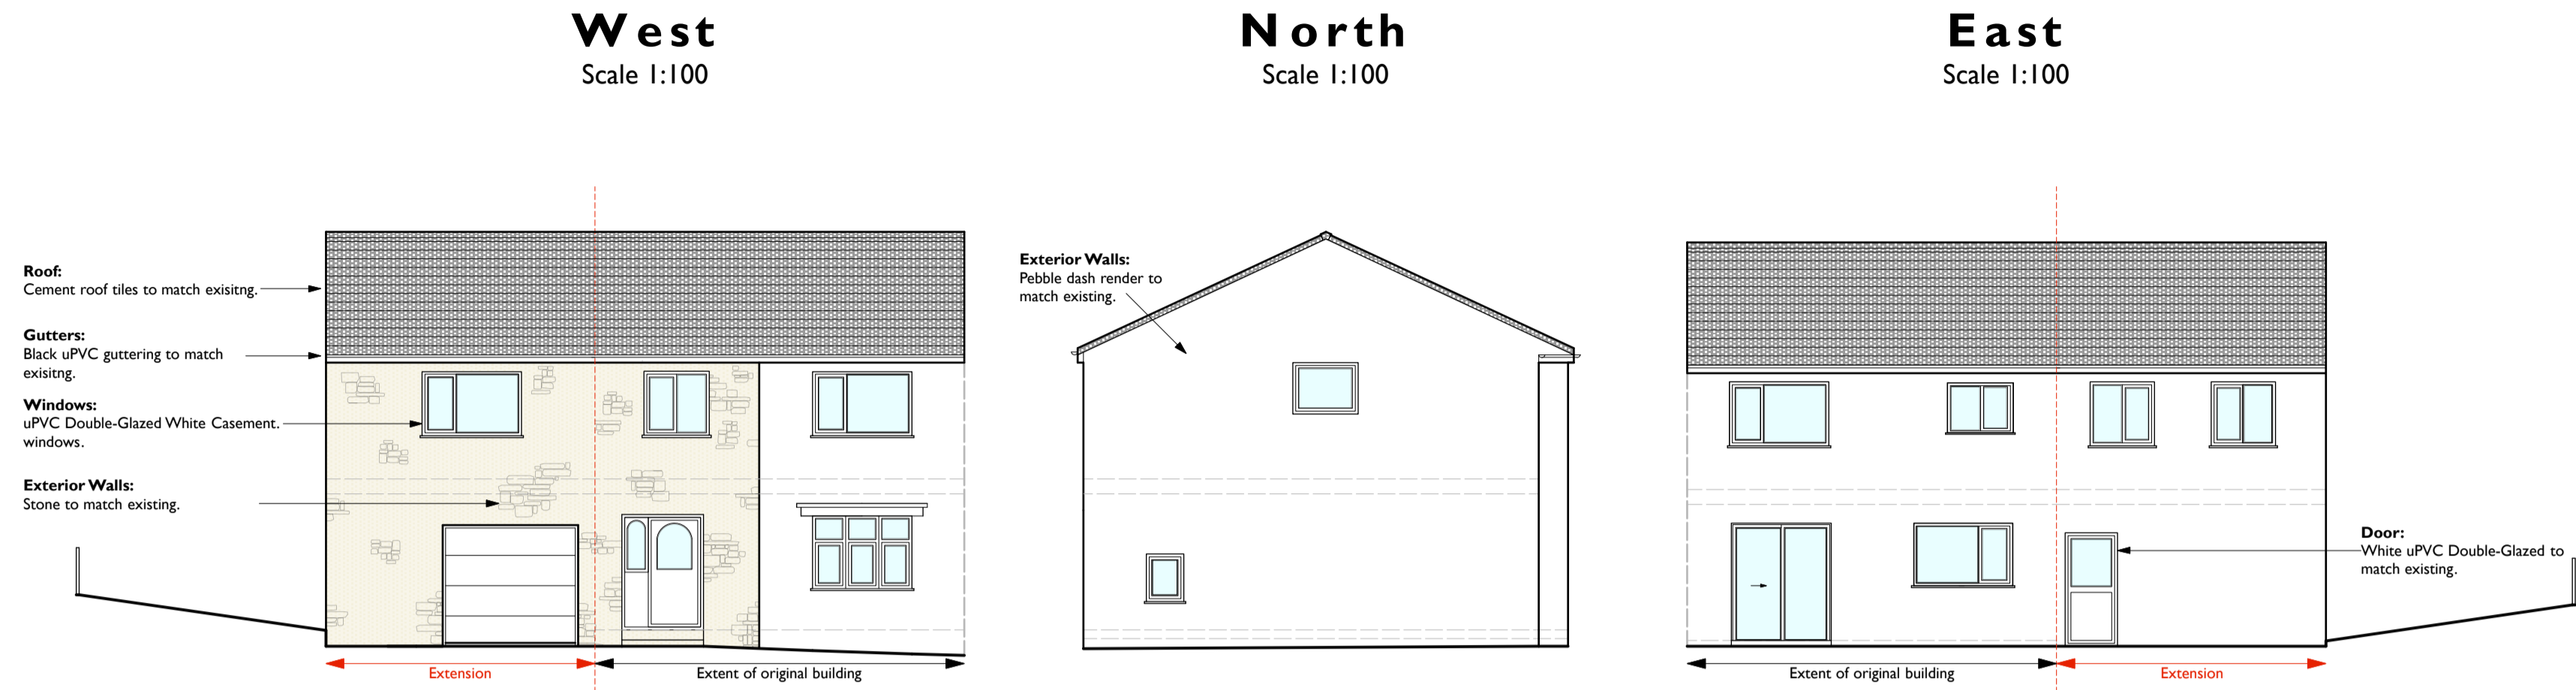 West
Scale 1:100
North
Scale 1:100
East
Scale 1:100
Roof:
Cement roof tiles to match exisitng.
Gutters:
Black uPVC guttering to match
exisitng.
Windows:
uPVC Double-Glazed White Casement.
windows.
Exterior Walls:
Stone to match existing.
Extension
Extent of original building
Exterior Walls:
Pebble dash render to
match existing.
Door:
White uPVC Double-Glazed to
match existing.
Extent of original building
Extension